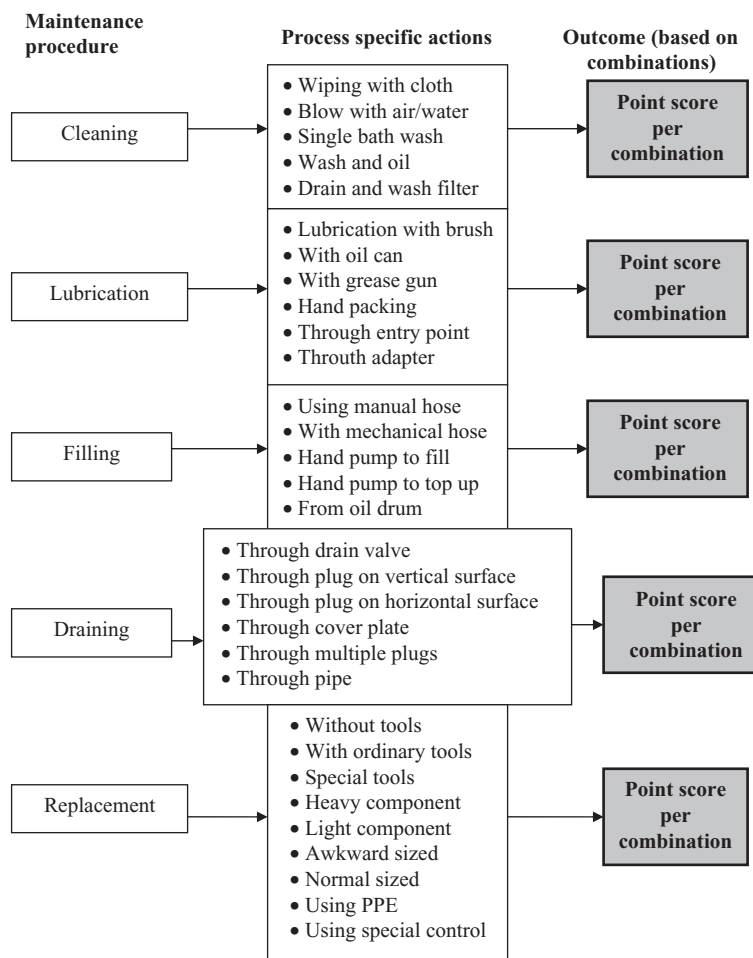 Maintenance
procedure
Process specific actions
Outcome (based on
combinations)
Cleaning
• Wiping with cloth
• Blow with air/water
• Single bath wash
• Wash and oil
• Drain and wash filter
Point score
per
combination
Lubrication
• Lubrication with brush
• With oil can
• With grease gun
• Hand packing
• Through entry point
• Throuth adapter
Point score
per
combination
Filling
• Using manual hose
• With mechanical hose
• Hand pump to fill
• Hand pump to top up
• From oil drum
Point score
per
combination
Draining
• Through drain valve
• Through plug on vertical surface
• Through plug on horizontal surface
• Through cover plate
• Through multiple plugs
• Through pipe
Point score
per
combination
Replacement
• Without tools
• With ordinary tools
• Special tools
• Heavy component
• Light component
• Awkward sized
• Normal sized
• Using PPE
• Using special control
Point score
per
combination